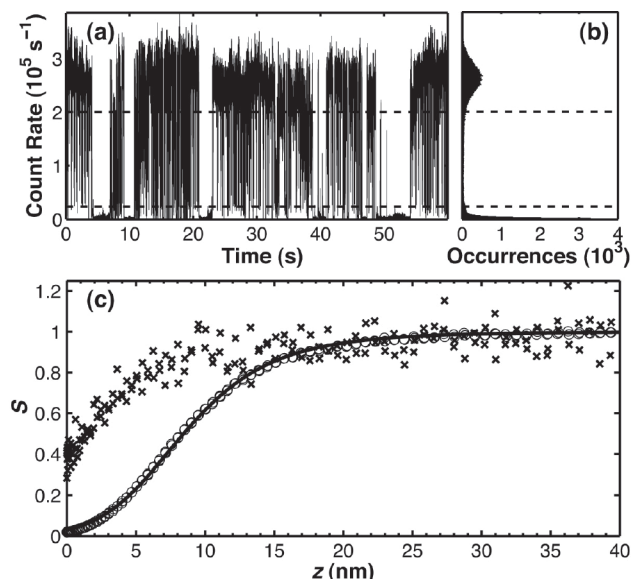 (a)
(b)
Count Rate (10⁵ s⁻¹)
3
2
1
0
0 10 20 30 40 50
Time (s)
0 1 2 3 4
Occurrences (10³)
(c)
S
1.2
1
0.8
0.6
0.4
0.2
0
0 5 10 15 20 25 30 35 40
z (nm)